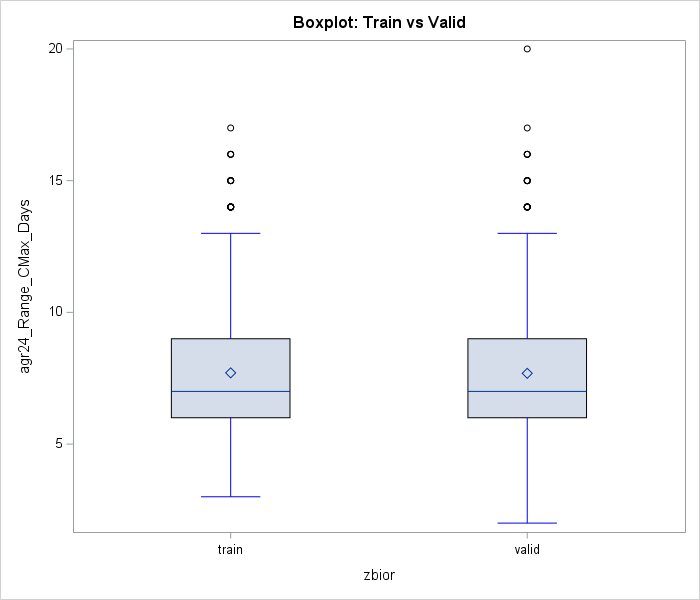 Boxplot: Train vs Valid
20
15
10
5
agr24_Range_CMax_Days
train
valid
zbior